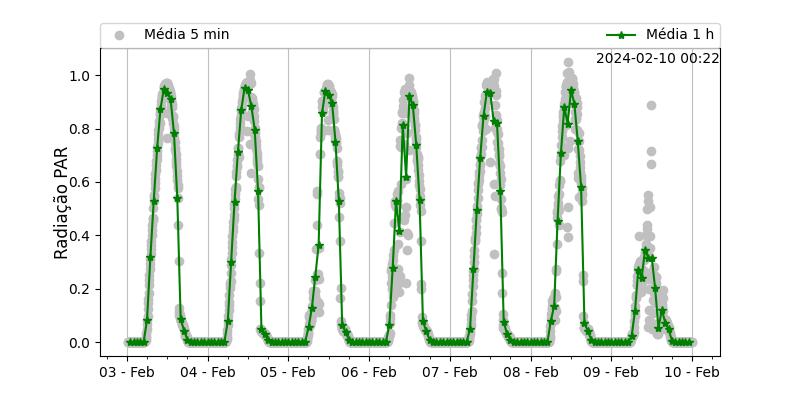 Média 5 min
Média 1 h
2024-02-10 00:22
Radiação PAR
1.0
0.8
0.6
0.4
0.2
0.0
03 - Feb
04 - Feb
05 - Feb
06 - Feb
07 - Feb
08 - Feb
09 - Feb
10 - Feb